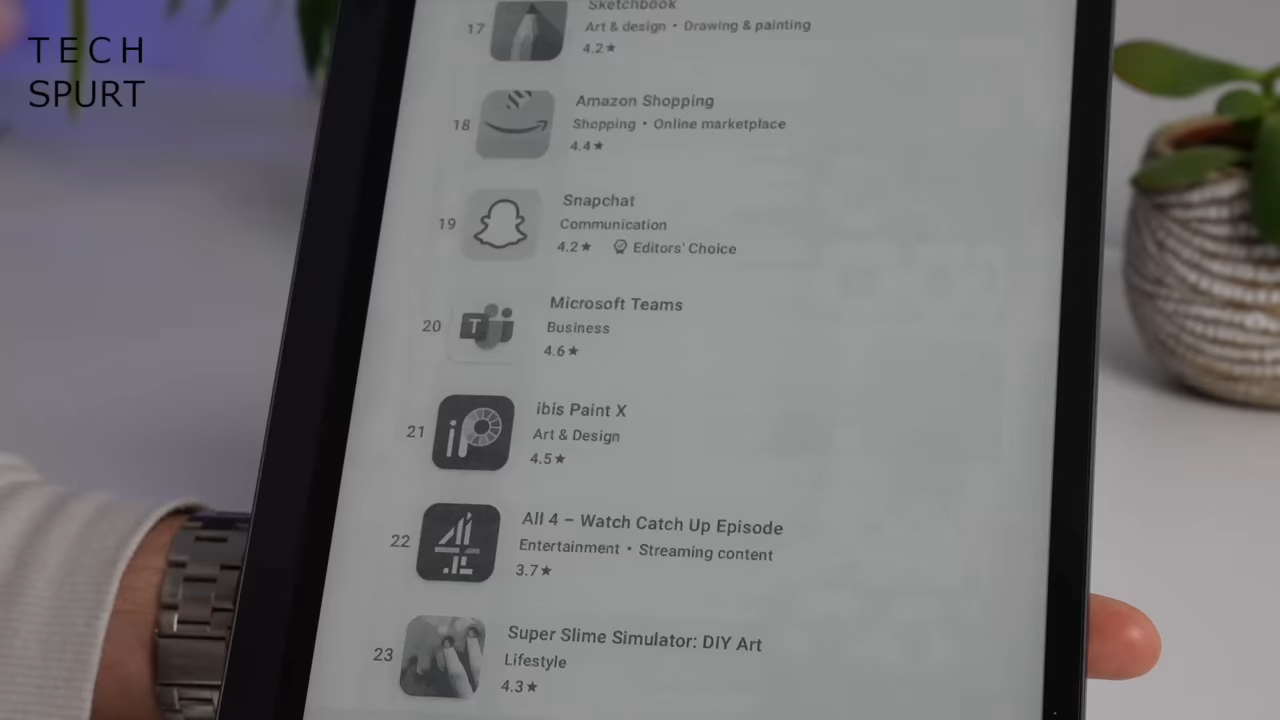 TECH
SPURT
Sketchbook
17
Art & design • Drawing & painting
4.2★
Amazon Shopping
18
Shopping • Online marketplace
4.4★
Snapchat
19
Communication
4.2★ Editors' Choice
Microsoft Teams
20
T
Business
4.6★
ibis Paint X
21
iP
Art & Design
4.5★
All 4 – Watch Catch Up Episode
22
4
Entertainment • Streaming content
3.7★
Super Slime Simulator: DIY Art
23
Lifestyle
4.3★